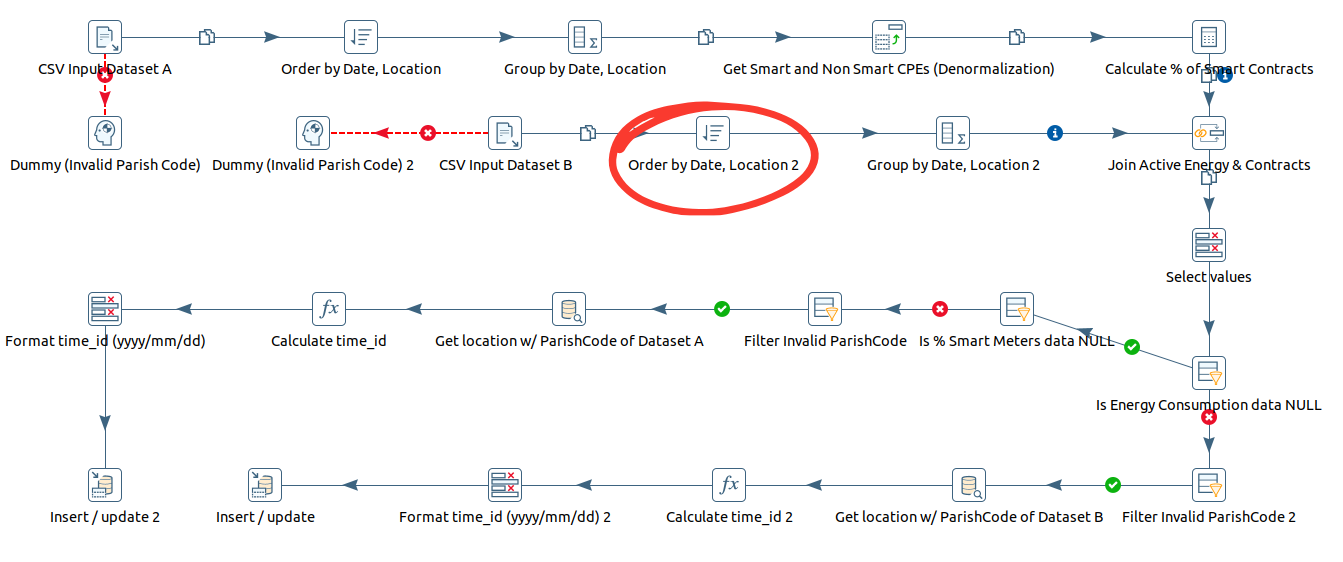 CSV Input Dataset A
Order by Date, Location
Group by Date, Location
Get Smart and Non Smart CPEs (Denormalization)
Calculate % of Smart Contracts
Dummy (Invalid Parish Code)
Dummy (Invalid Parish Code) 2
CSV Input Dataset B
Order by Date, Location 2
Group by Date, Location 2
Join Active Energy & Contracts
Select values
Format time_id (yyyy/mm/dd)
fx
Calculate time_id
Get location w/ ParishCode of Dataset A
Filter Invalid ParishCode
Is % Smart Meters data NULL
Is Energy Consumption data NULL
Insert / update 2
Insert / update
Format time_id (yyyy/mm/dd) 2
fx
Calculate time_id 2
Get location w/ ParishCode of Dataset B
Filter Invalid ParishCode 2